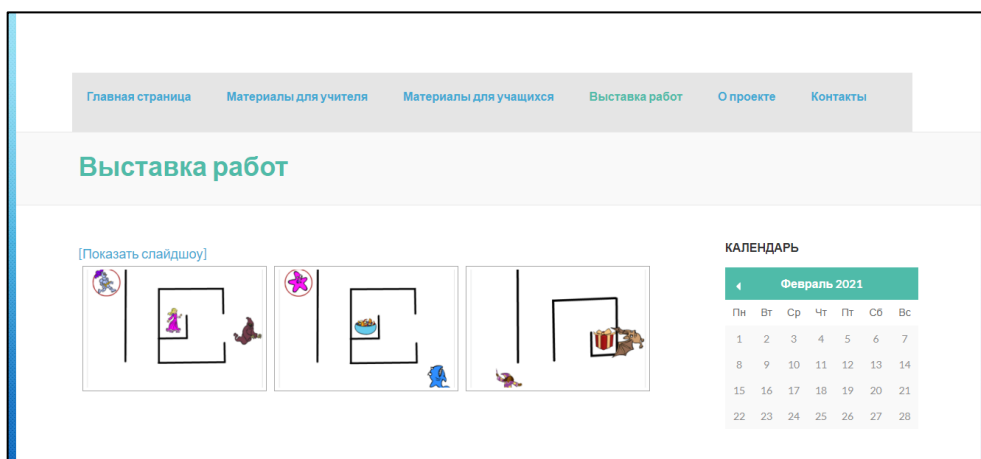 Главная страница Материалы для учителя Материалы для учащихся Выставка работ О проекте Контакты
Выставка работ
[Показать слайдшоу]
КАЛЕНДАРЬ
Февраль 2021
Пн Вт Ср Чт Пт Сб Вс
1 2 3 4 5 6 7
8 9 10 11 12 13 14
15 16 17 18 19 20 21
22 23 24 25 26 27 28